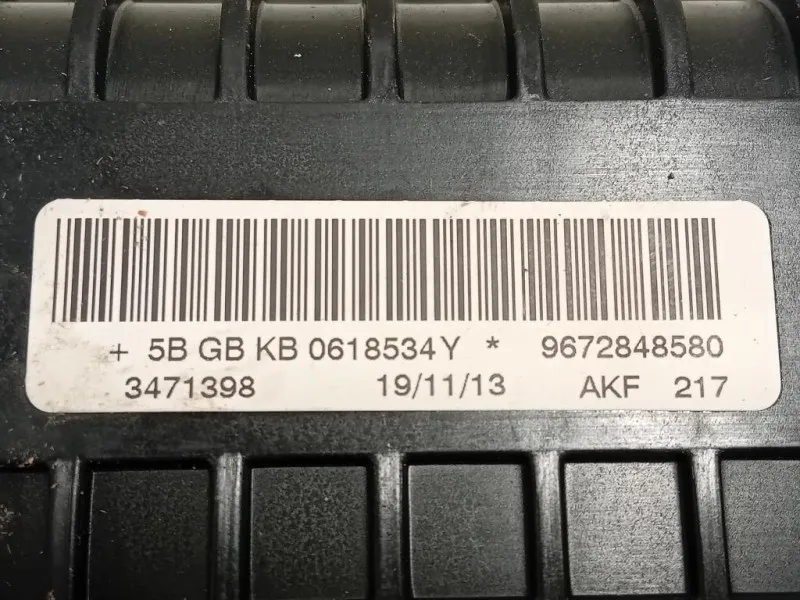 + 5B GB KB 0618534Y * 9672848580
3471398 19/11/13 AKF 217